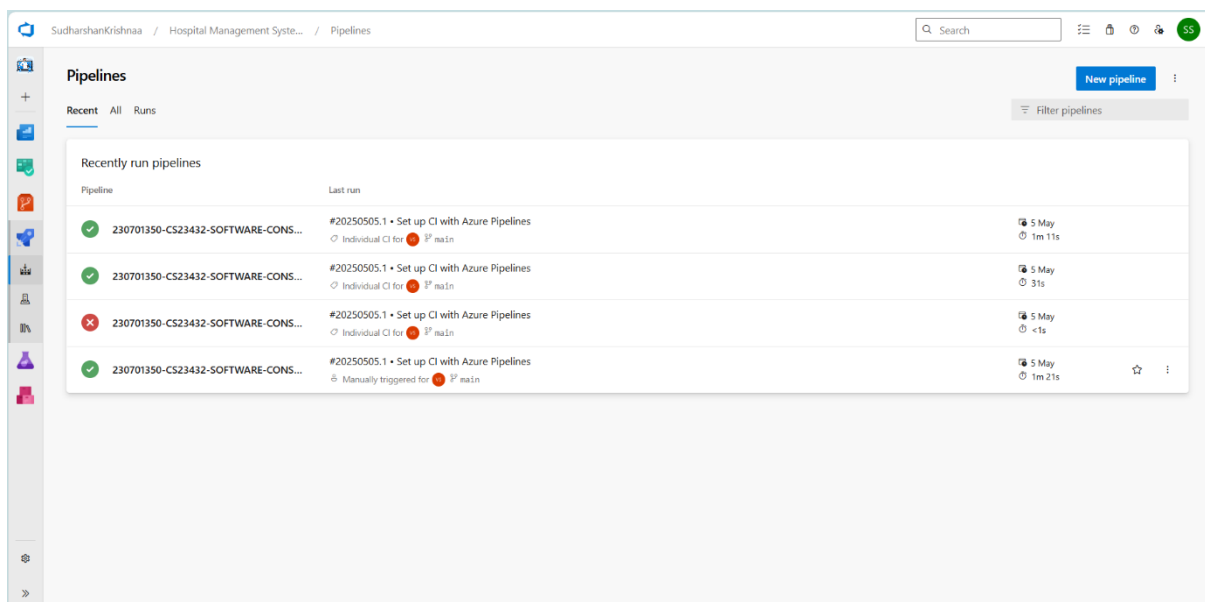 SudharshanKrishnaa / Hospital Management Syste... / Pipelines
Search
SS
Pipelines
New pipeline
Recent All Runs
Filter pipelines
Recently run pipelines
Pipeline Last run
230701350-CS23432-SOFTWARE-CONS...
#20250505.1 • Set up CI with Azure Pipelines
Individual CI for VS main
5 May
1m 11s
230701350-CS23432-SOFTWARE-CONS...
#20250505.1 • Set up CI with Azure Pipelines
Individual CI for VS main
5 May
31s
230701350-CS23432-SOFTWARE-CONS...
#20250505.1 • Set up CI with Azure Pipelines
Individual CI for VS main
5 May
<1s
230701350-CS23432-SOFTWARE-CONS...
#20250505.1 • Set up CI with Azure Pipelines
Manually triggered for VS main
5 May
1m 21s